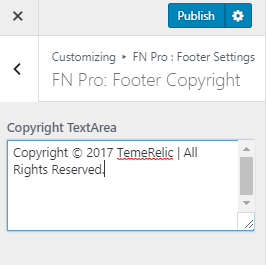 Publish
Customizing ▸ FN Pro : Footer Settings
FN Pro: Footer Copyright
Copyright TextArea
Copyright © 2017 TemeRelic | All
Rights Reserved.